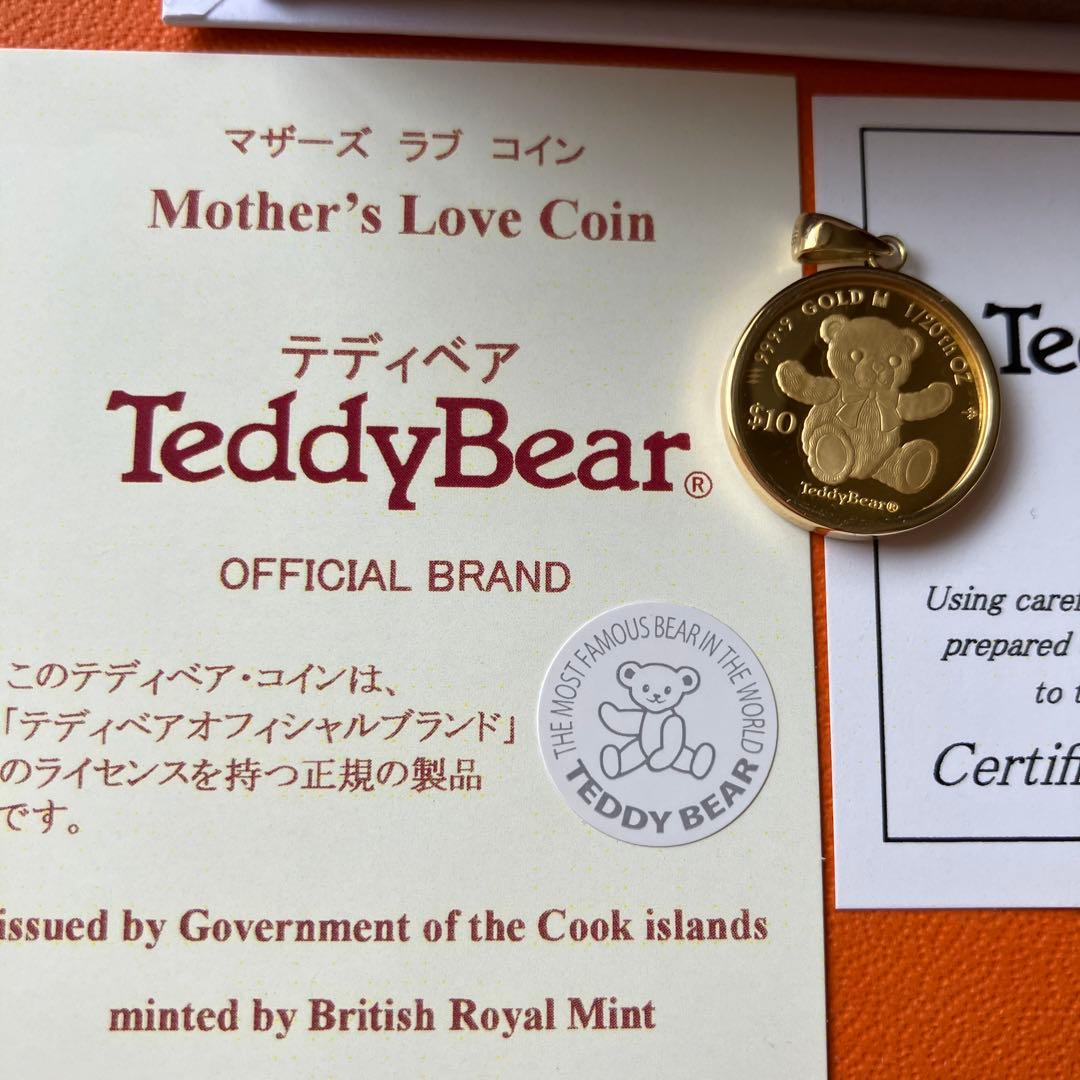 マザーズ ラブ コイン
Mother's Love Coin
テディベア
TeddyBear®
OFFICIAL BRAND
このテディベア・コインは、
「テディベアオフィシャルブランド」
のライセンスを持つ正規の製品
です。
THE MOST FAMOUS BEAR IN THE WORLD
TEDDY BEAR
issued by Government of the Cook islands
minted by British Royal Mint
999.9 GOLD M 1/20th OZ
$10
TeddyBear®
Te
Using caref
prepared
to t
Certifi